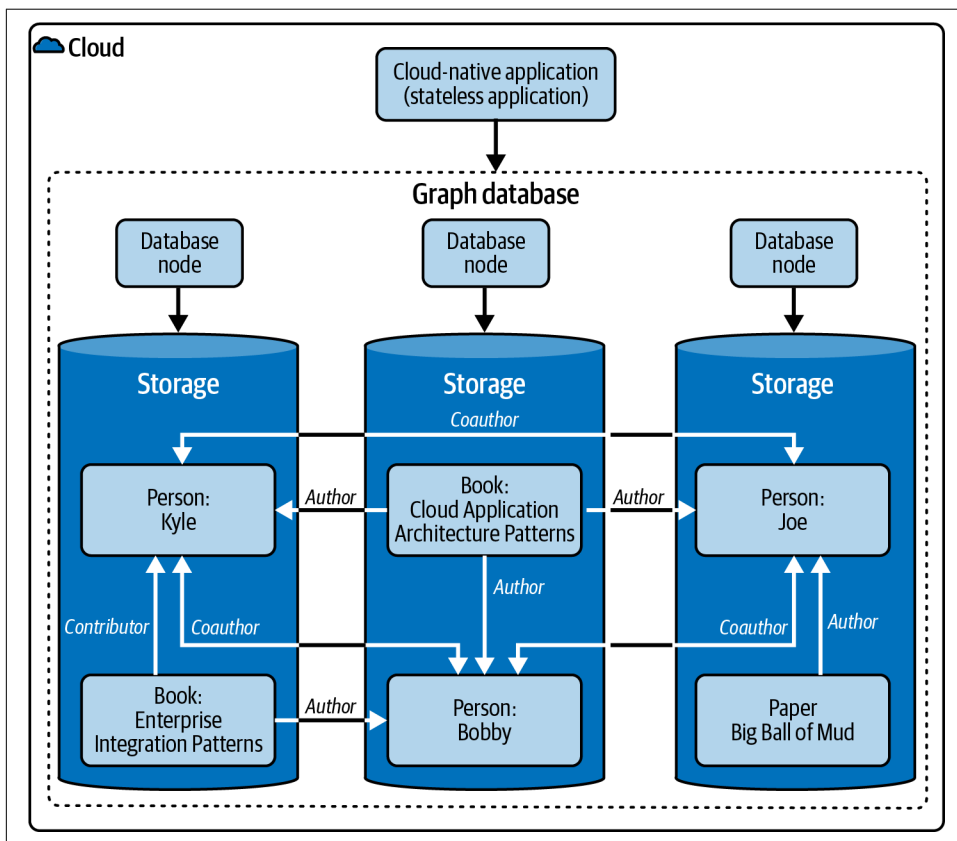 Cloud
Cloud-native application
(stateless application)
Graph database
Database
node
Database
node
Database
node
Storage
Storage
Storage
Coauthor
Person:
Kyle
Author
Book:
Cloud Application
Architecture Patterns
Author
Person:
Joe
Author
Contributor
Coauthor
Coauthor
Author
Book:
Enterprise
Integration Patterns
Author
Person:
Bobby
Paper
Big Ball of Mud